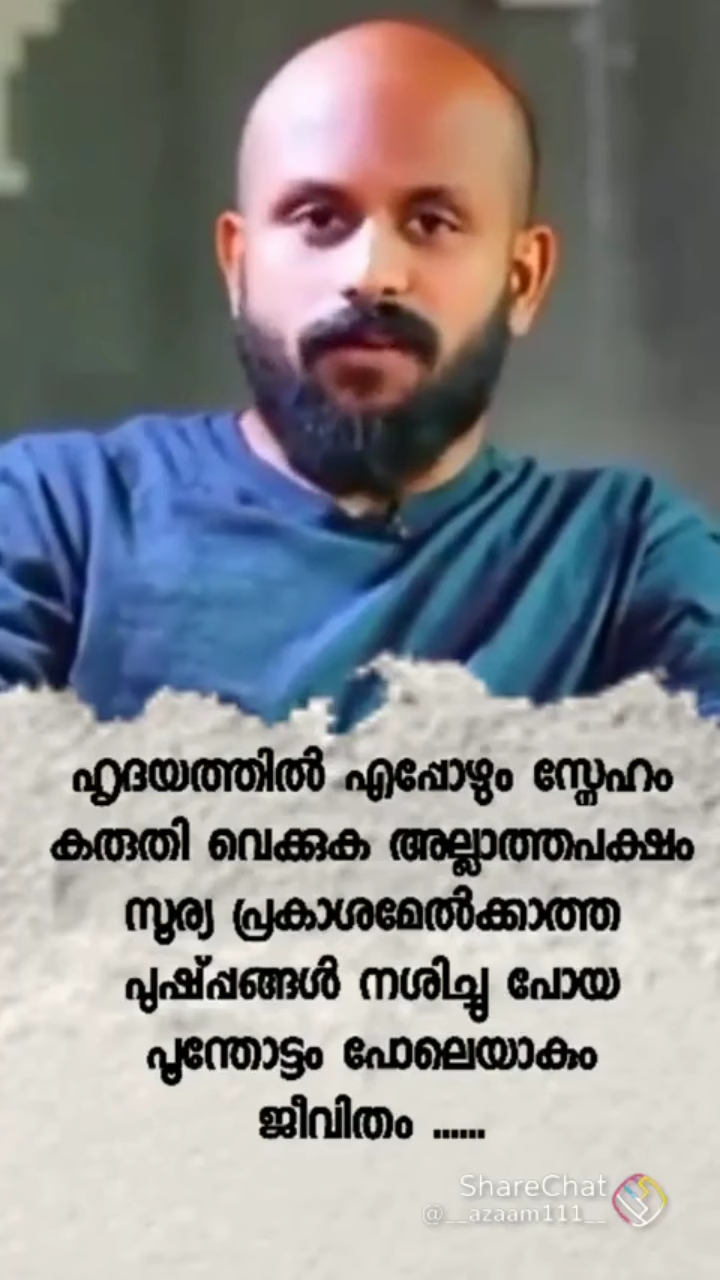 ഹൃദയത്തിൽ എപ്പോഴും സ്നേഹം
കരുതി വെക്കുക അല്ലാത്തപക്ഷം
സൂര്യ പ്രകാശമേൽക്കാത്ത
പുഷ്പ്പങ്ങൾ നശിച്ചു പോയ
പൂന്തോട്ടം പോലെയാകും
ജീവിതം ......
ShareChat
@__azaam111__